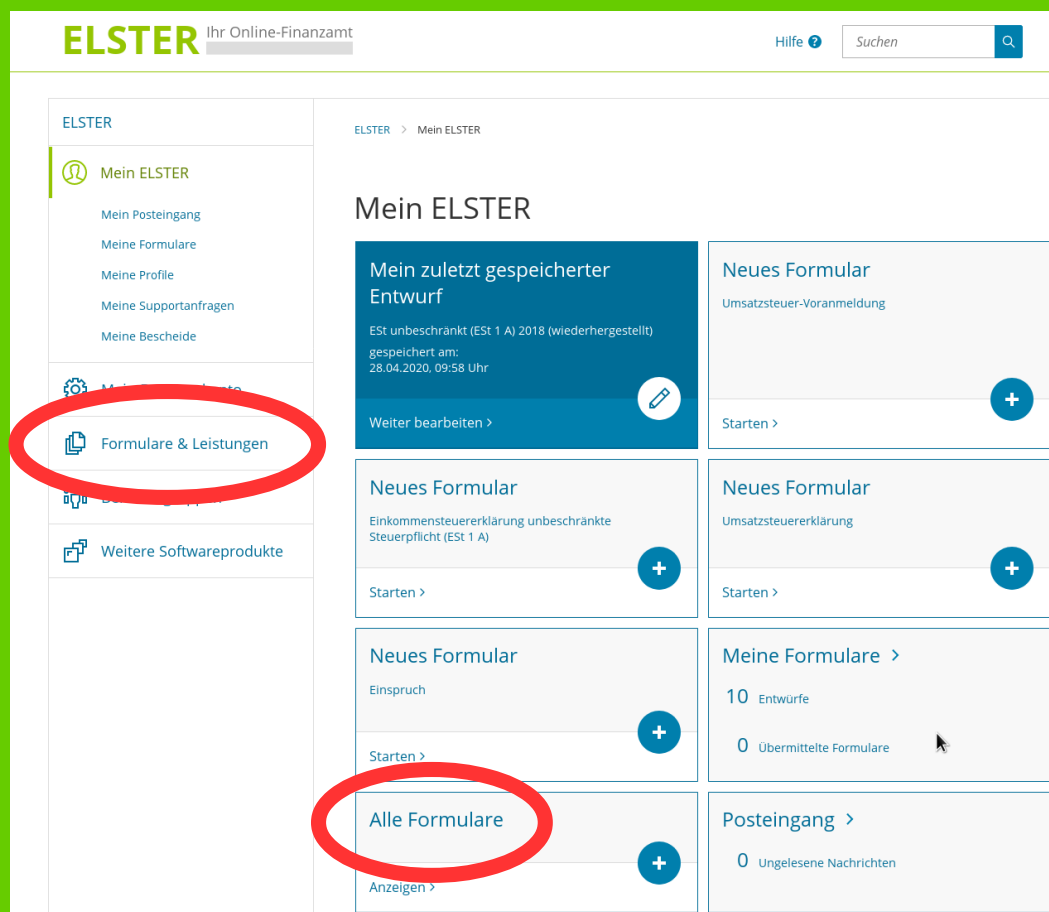 ELSTER Ihr Online-Finanzamt
Hilfe ?
Suchen
ELSTER
Mein ELSTER
Mein Posteingang
Meine Formulare
Meine Profile
Meine Supportanfragen
Meine Bescheide
Formulare & Leistungen
Weitere Softwareprodukte
ELSTER > Mein ELSTER
Mein ELSTER
Mein zuletzt gespeicherter
Entwurf
ESt unbeschränkt (ESt 1 A) 2018 (wiederhergestellt)
gespeichert am:
28.04.2020, 09:58 Uhr
Weiter bearbeiten >
Neues Formular
Umsatzsteuer-Voranmeldung
Starten >
Neues Formular
Einkommensteuererklärung unbeschränkte
Steuerpflicht (ESt 1 A)
Starten >
Neues Formular
Umsatzsteuererklärung
Starten >
Neues Formular
Einspruch
Starten >
Meine Formulare >
10 Entwürfe
0 Übermittelte Formulare
Alle Formulare
Anzeigen >
Posteingang >
0 Ungelesene Nachrichten